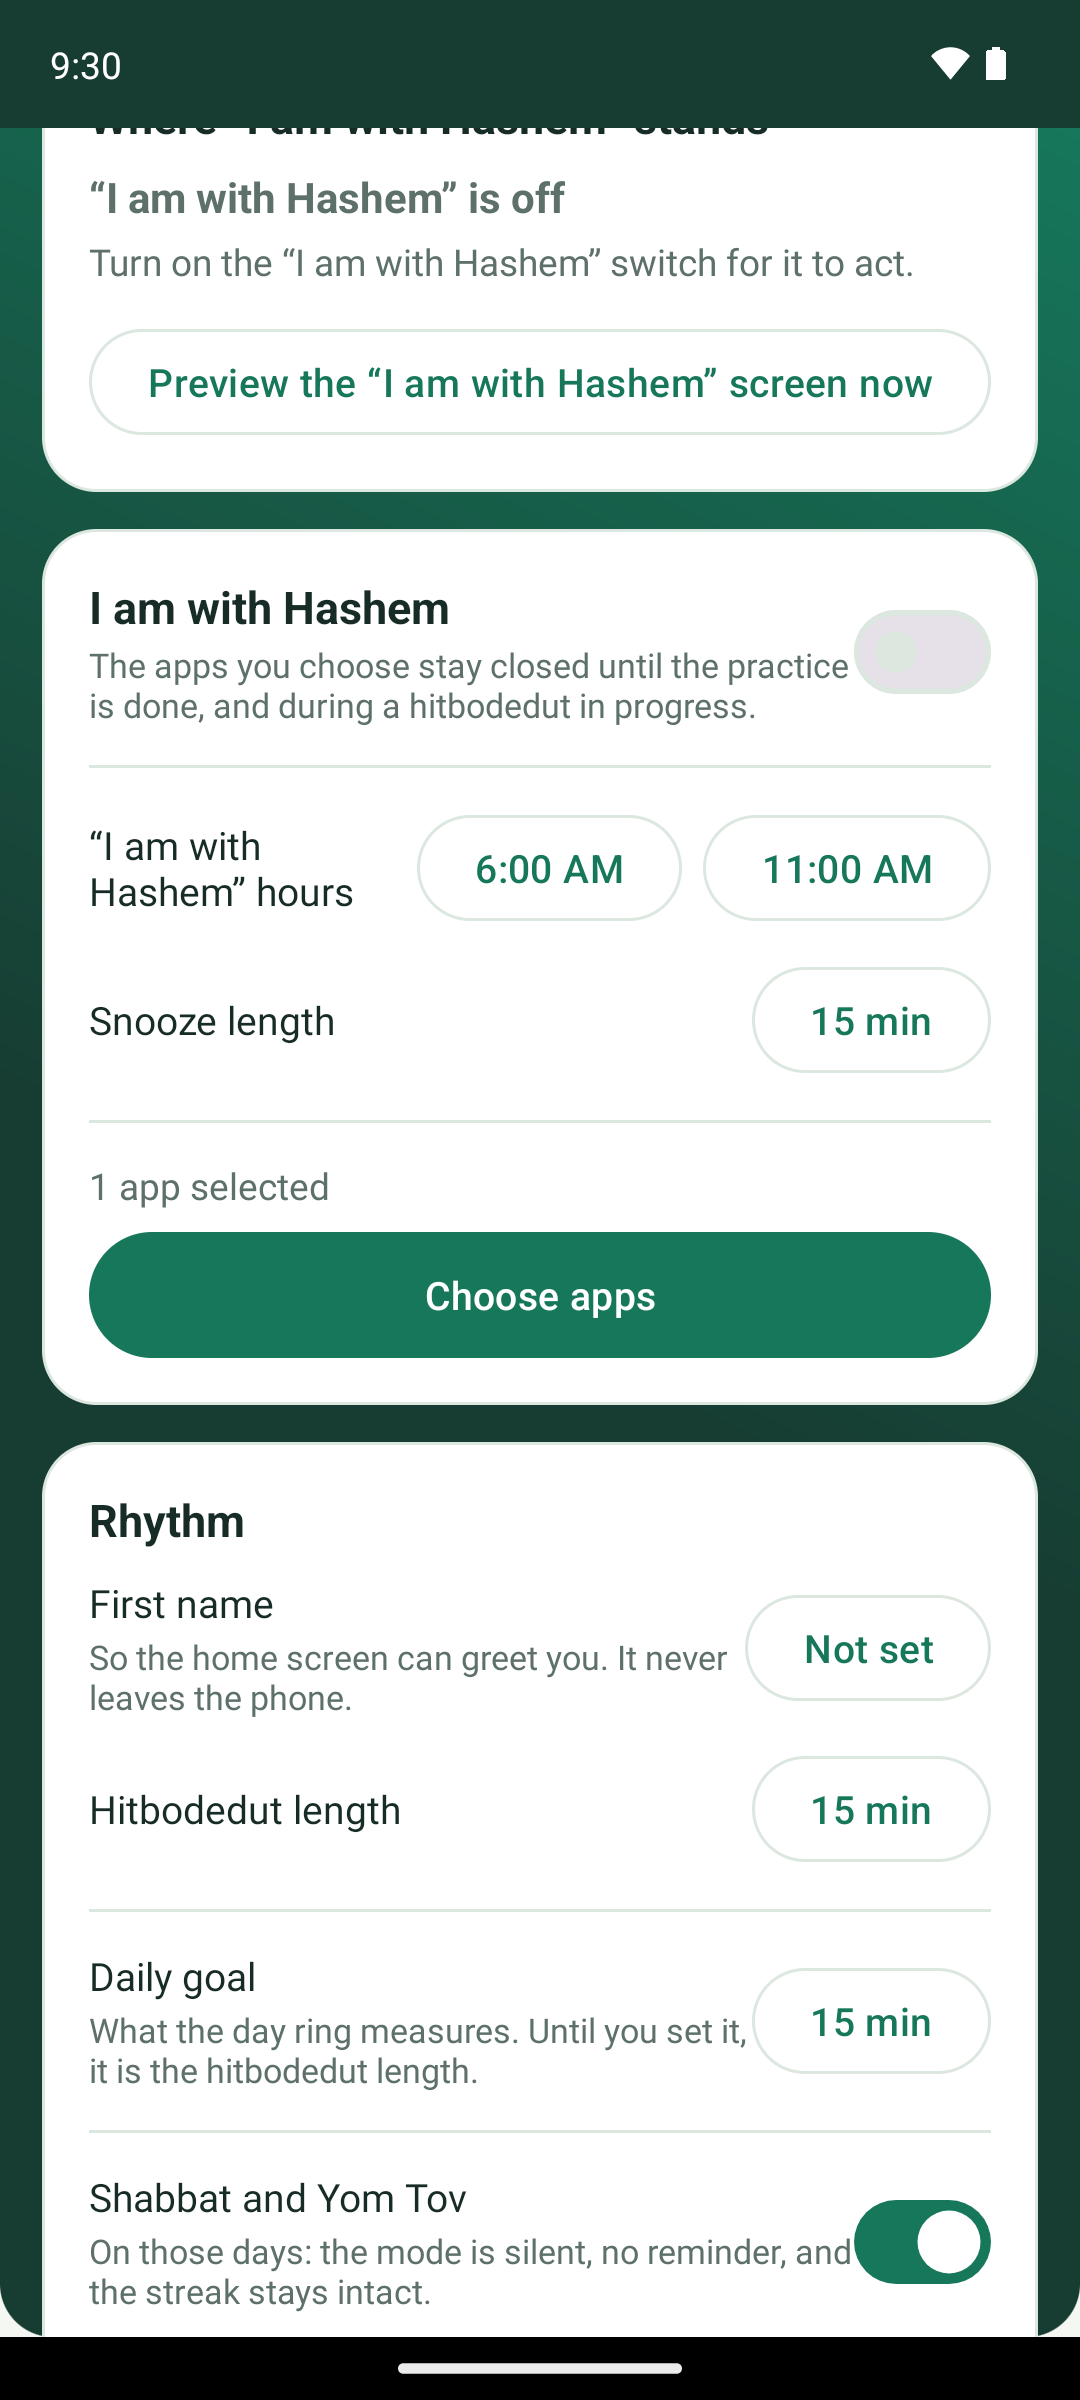 9:30
Where “I am with Hashem” stands
“I am with Hashem” is off
Turn on the “I am with Hashem” switch for it to act.
Preview the “I am with Hashem” screen now
I am with Hashem
The apps you choose stay closed until the practice
is done, and during a hitbodedut in progress.
“I am with
Hashem” hours
6:00 AM
11:00 AM
Snooze length
15 min
1 app selected
Choose apps
Rhythm
First name
So the home screen can greet you. It never
leaves the phone.
Not set
Hitbodedut length
15 min
Daily goal
What the day ring measures. Until you set it,
it is the hitbodedut length.
15 min
Shabbat and Yom Tov
On those days: the mode is silent, no reminder, and
the streak stays intact.